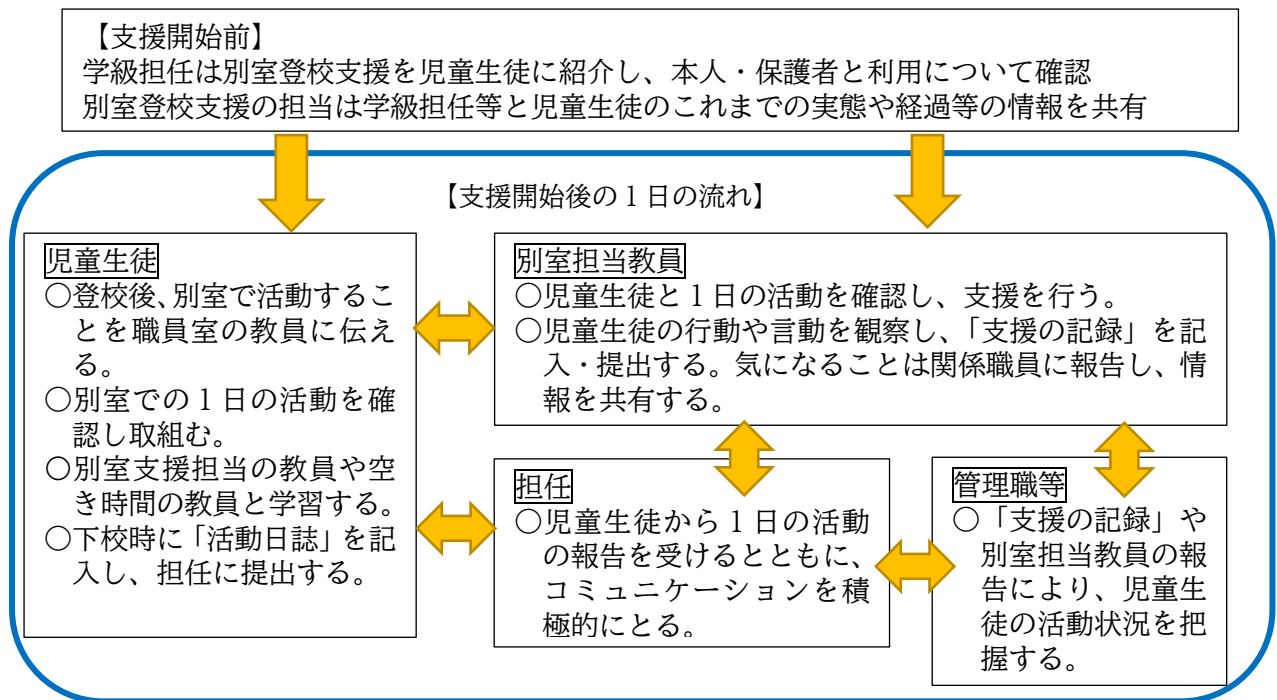 【支援開始前】
学級担任は別室登校支援を児童生徒に紹介し、本人・保護者と利用について確認
別室登校支援の担当は学級担任等と児童生徒のこれまでの実態や経過等の情報を共有
【支援開始後の１日の流れ】
児童生徒
○登校後、別室で活動するこ
とを職員室の教員に伝え
る。
○別室での１日の活動を確
認し取組む。
○別室支援担当の教員や空
き時間の教員と学習する。
○下校時に「活動日誌」を記
入し、担任に提出する。
別室担当教員
○児童生徒と１日の活動を確認し、支援を行う。
○児童生徒の行動や言動を観察し、「支援の記録」を記
入・提出する。気になることは関係職員に報告し、情
報を共有する。
担任
○児童生徒から１日の活動
の報告を受けるとともに、
コミュニケーションを積
極的にとる。
管理職等
○「支援の記録」や
別室担当教員の報
告により、児童生
徒の活動状況を把
握する。